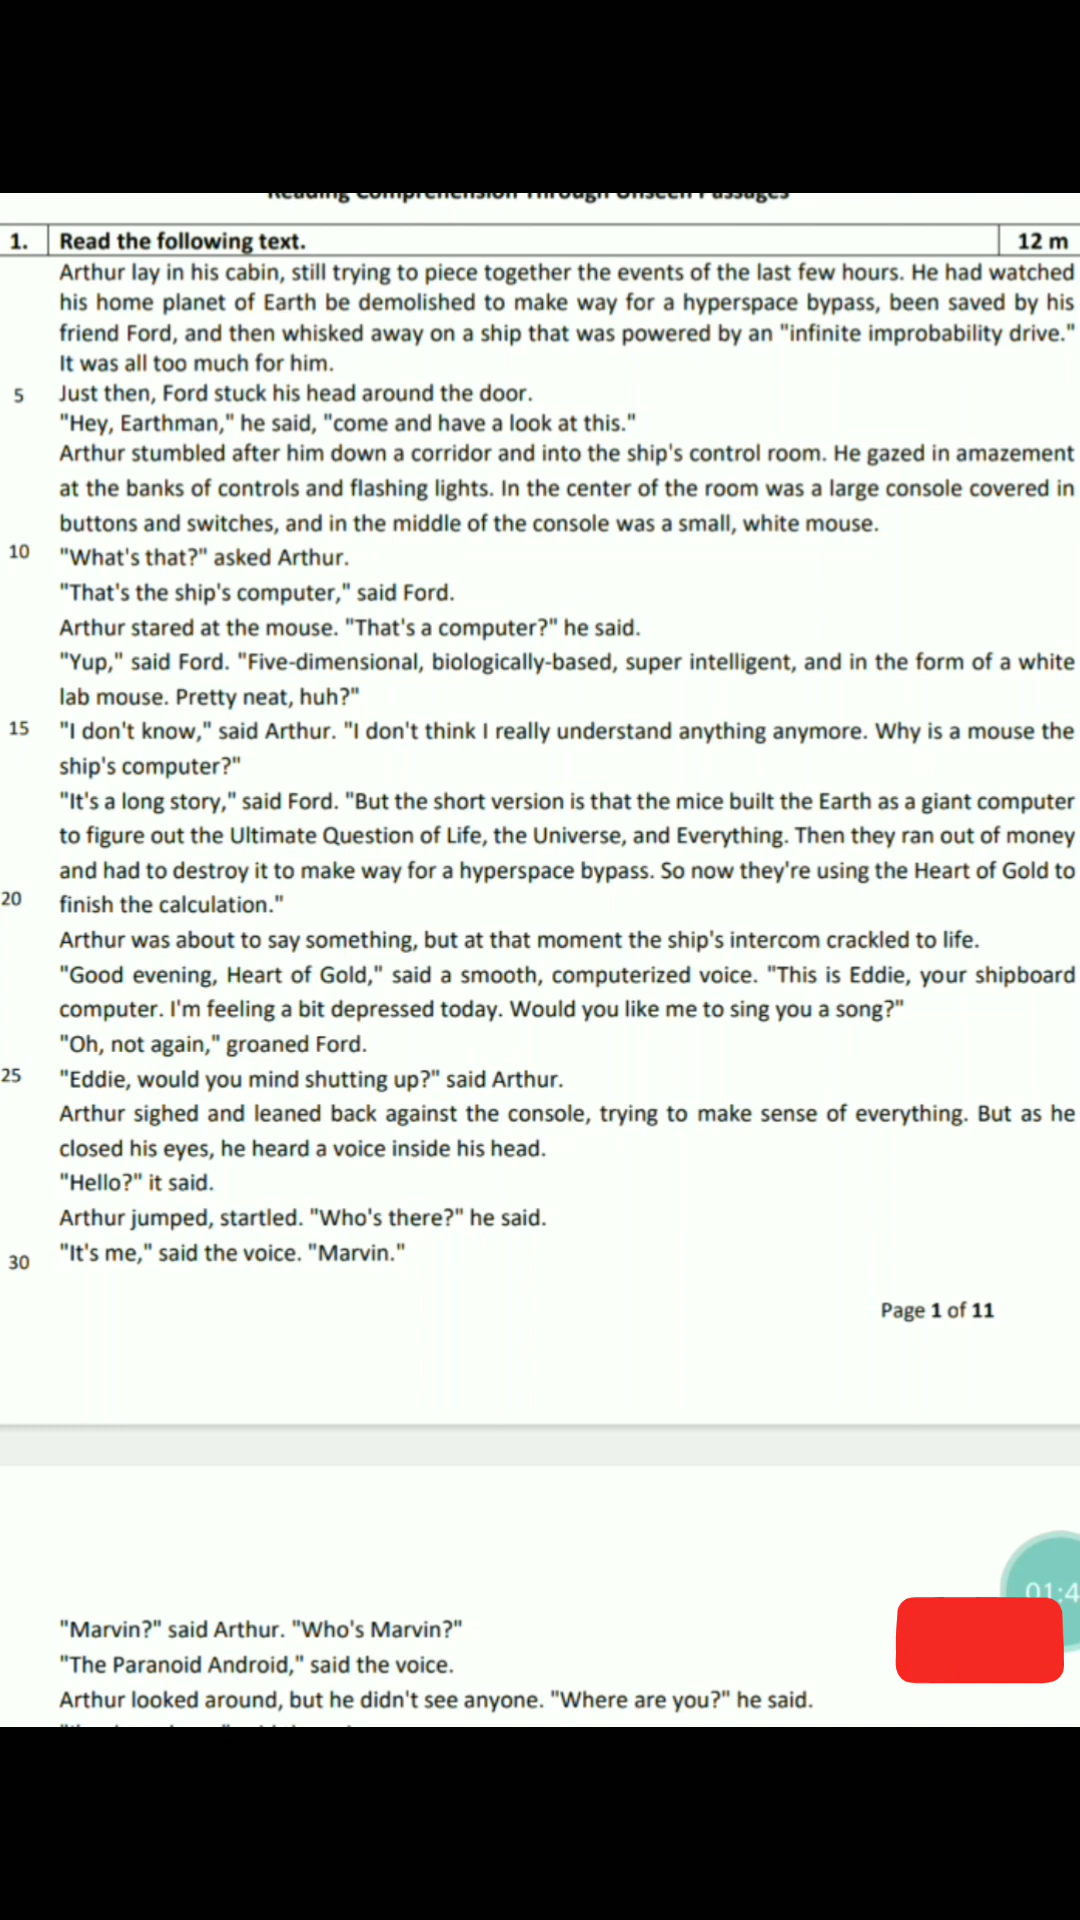 Reading Comprehension Through Unseen Passages
1. Read the following text. 12 m
Arthur lay in his cabin, still trying to piece together the events of the last few hours. He had watched
his home planet of Earth be demolished to make way for a hyperspace bypass, been saved by his
friend Ford, and then whisked away on a ship that was powered by an "infinite improbability drive."
It was all too much for him.
5 Just then, Ford stuck his head around the door.
"Hey, Earthman," he said, "come and have a look at this."
Arthur stumbled after him down a corridor and into the ship's control room. He gazed in amazement
at the banks of controls and flashing lights. In the center of the room was a large console covered in
buttons and switches, and in the middle of the console was a small, white mouse.
10 "What's that?" asked Arthur.
"That's the ship's computer," said Ford.
Arthur stared at the mouse. "That's a computer?" he said.
"Yup," said Ford. "Five-dimensional, biologically-based, super intelligent, and in the form of a white
lab mouse. Pretty neat, huh?"
15 "I don't know," said Arthur. "I don't think I really understand anything anymore. Why is a mouse the
ship's computer?"
"It's a long story," said Ford. "But the short version is that the mice built the Earth as a giant computer
to figure out the Ultimate Question of Life, the Universe, and Everything. Then they ran out of money
and had to destroy it to make way for a hyperspace bypass. So now they're using the Heart of Gold to
20 finish the calculation."
Arthur was about to say something, but at that moment the ship's intercom crackled to life.
"Good evening, Heart of Gold," said a smooth, computerized voice. "This is Eddie, your shipboard
computer. I'm feeling a bit depressed today. Would you like me to sing you a song?"
"Oh, not again," groaned Ford.
25 "Eddie, would you mind shutting up?" said Arthur.
Arthur sighed and leaned back against the console, trying to make sense of everything. But as he
closed his eyes, he heard a voice inside his head.
"Hello?" it said.
Arthur jumped, startled. "Who's there?" he said.
30 "It's me," said the voice. "Marvin."
Page 1 of 11
01:4
"Marvin?" said Arthur. "Who's Marvin?"
"The Paranoid Android," said the voice.
Arthur looked around, but he didn't see anyone. "Where are you?" he said.